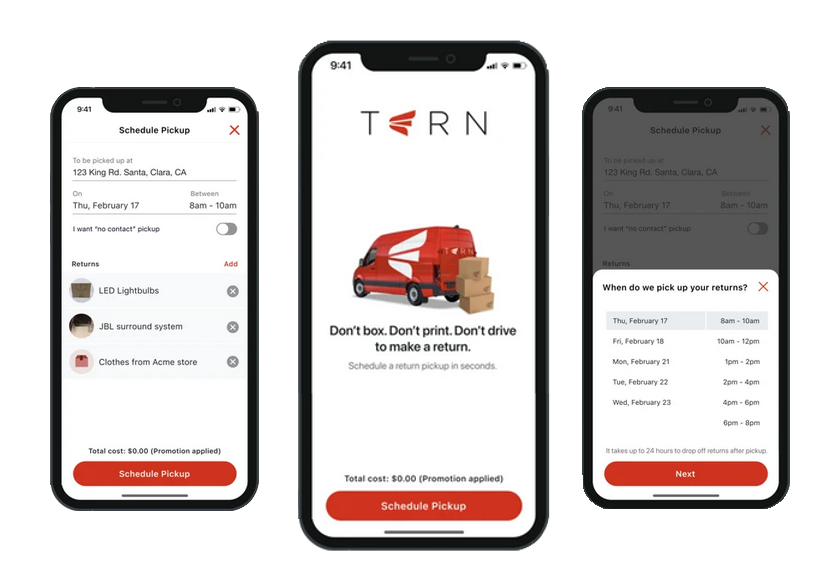 9:41
Schedule Pickup
To be picked up at
123 King Rd. Santa, Clara, CA
On Between
Thu, February 17 8am - 10am
I want “no contact” pickup
Returns Add
LED Lightbulbs
JBL surround system
Clothes from Acme store
Total cost: $0.00 (Promotion applied)
Schedule Pickup
9:41
TERN
TERN
Don’t box. Don’t print. Don’t drive
to make a return.
Schedule a return pickup in seconds.
Total cost: $0.00 (Promotion applied)
Schedule Pickup
9:41
Schedule Pickup
To be picked up at
123 King Rd. Santa, Clara, CA
On Between
Thu, February 17 8am - 10am
I want “no contact” pickup
Returns
When do we pick up your returns?
Thu, February 17 8am - 10am
Fri, February 18 10am - 12pm
Mon, February 21 1pm - 2pm
Tue, February 22 2pm - 4pm
Wed, February 23 4pm - 6pm
6pm - 8pm
It takes up to 24 hours to drop off returns after pickup.
Next